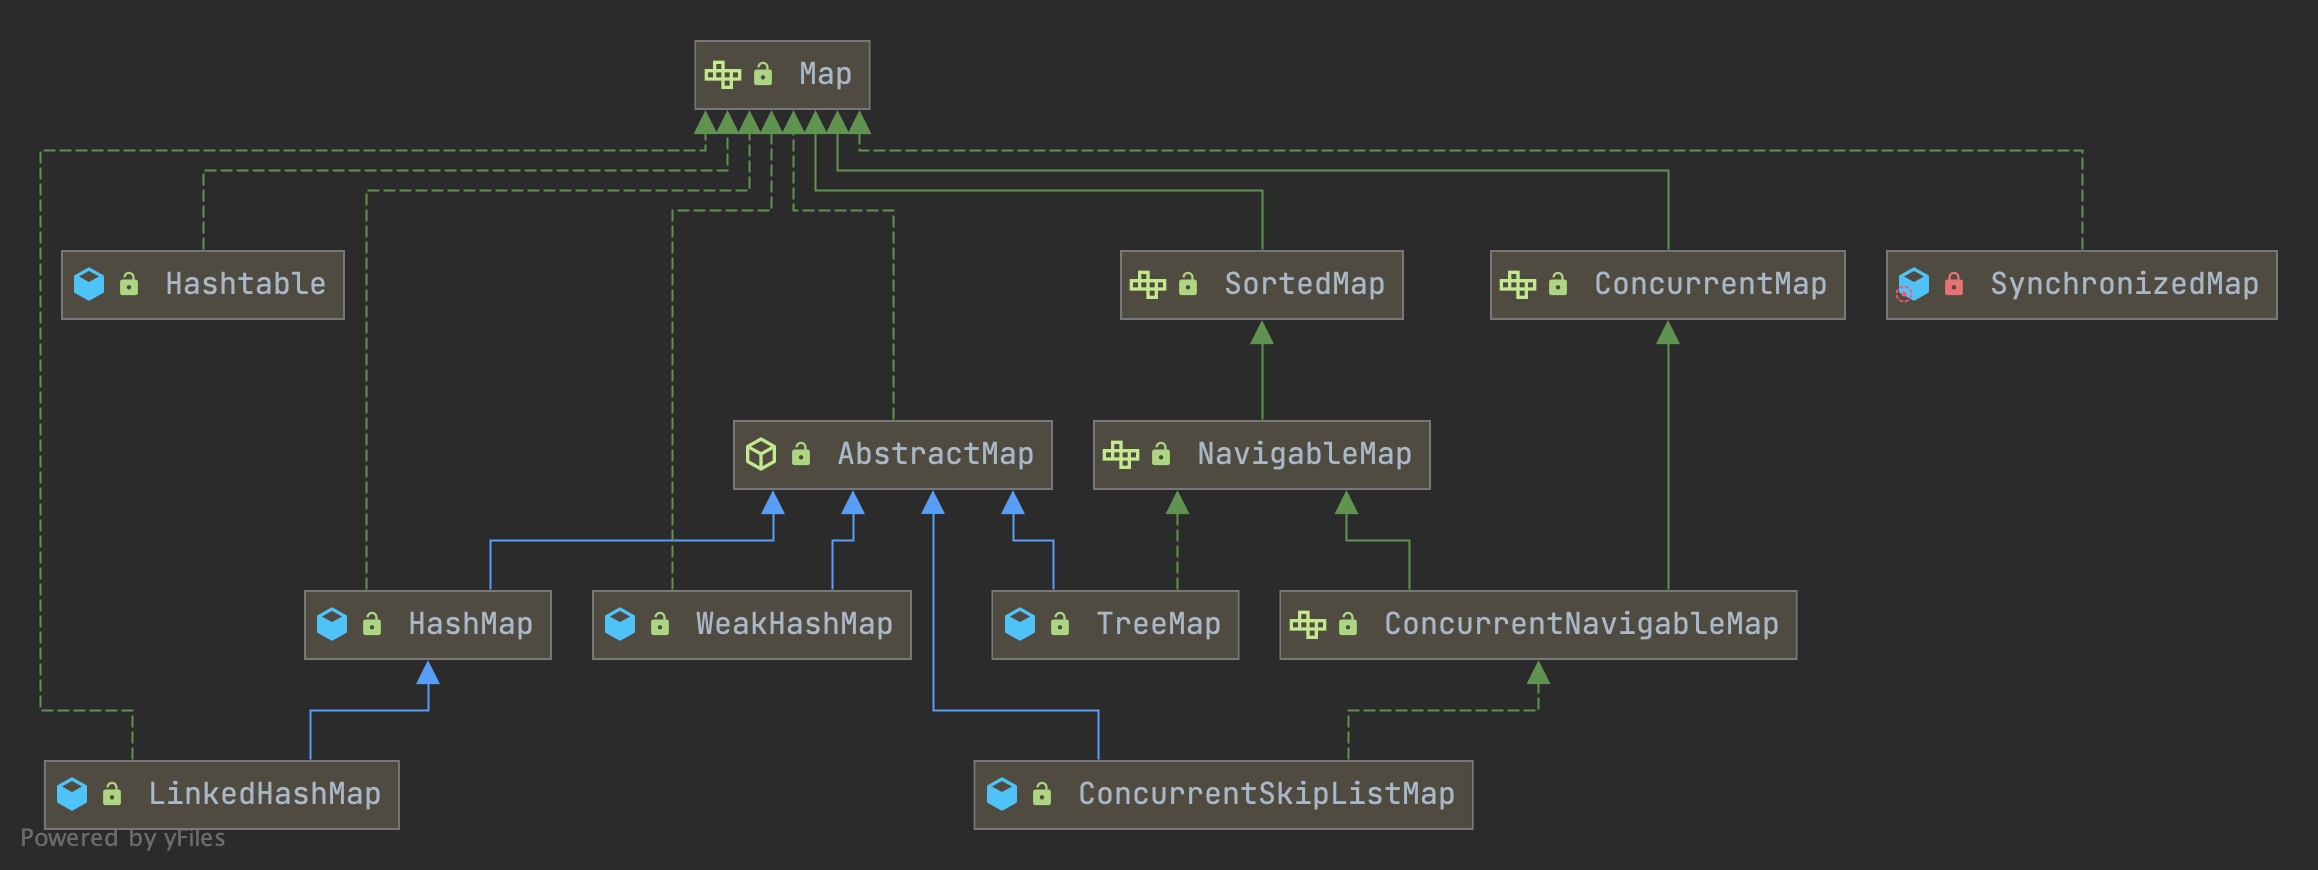 Map
Hashtable
SortedMap
ConcurrentMap
SynchronizedMap
AbstractMap
NavigableMap
HashMap
WeakHashMap
TreeMap
ConcurrentNavigableMap
LinkedHashMap
ConcurrentSkipListMap
Powered by yFiles